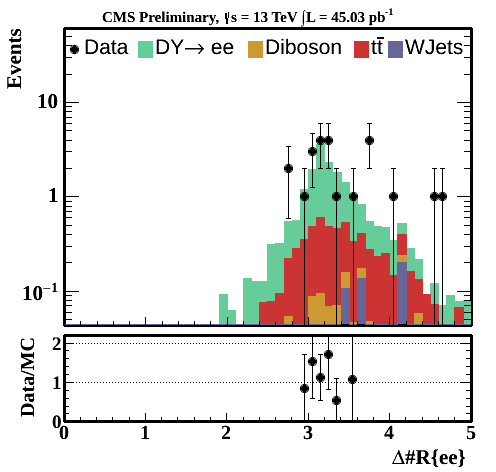 CMS Preliminary, √s = 13 TeV ∫L = 45.03 pb⁻¹
Events
Data DY→ ee Diboson tt̄ WJets
10
1
10⁻¹
Data/MC
2
1
0
0 1 2 3 4 5
Δ#R{ee}